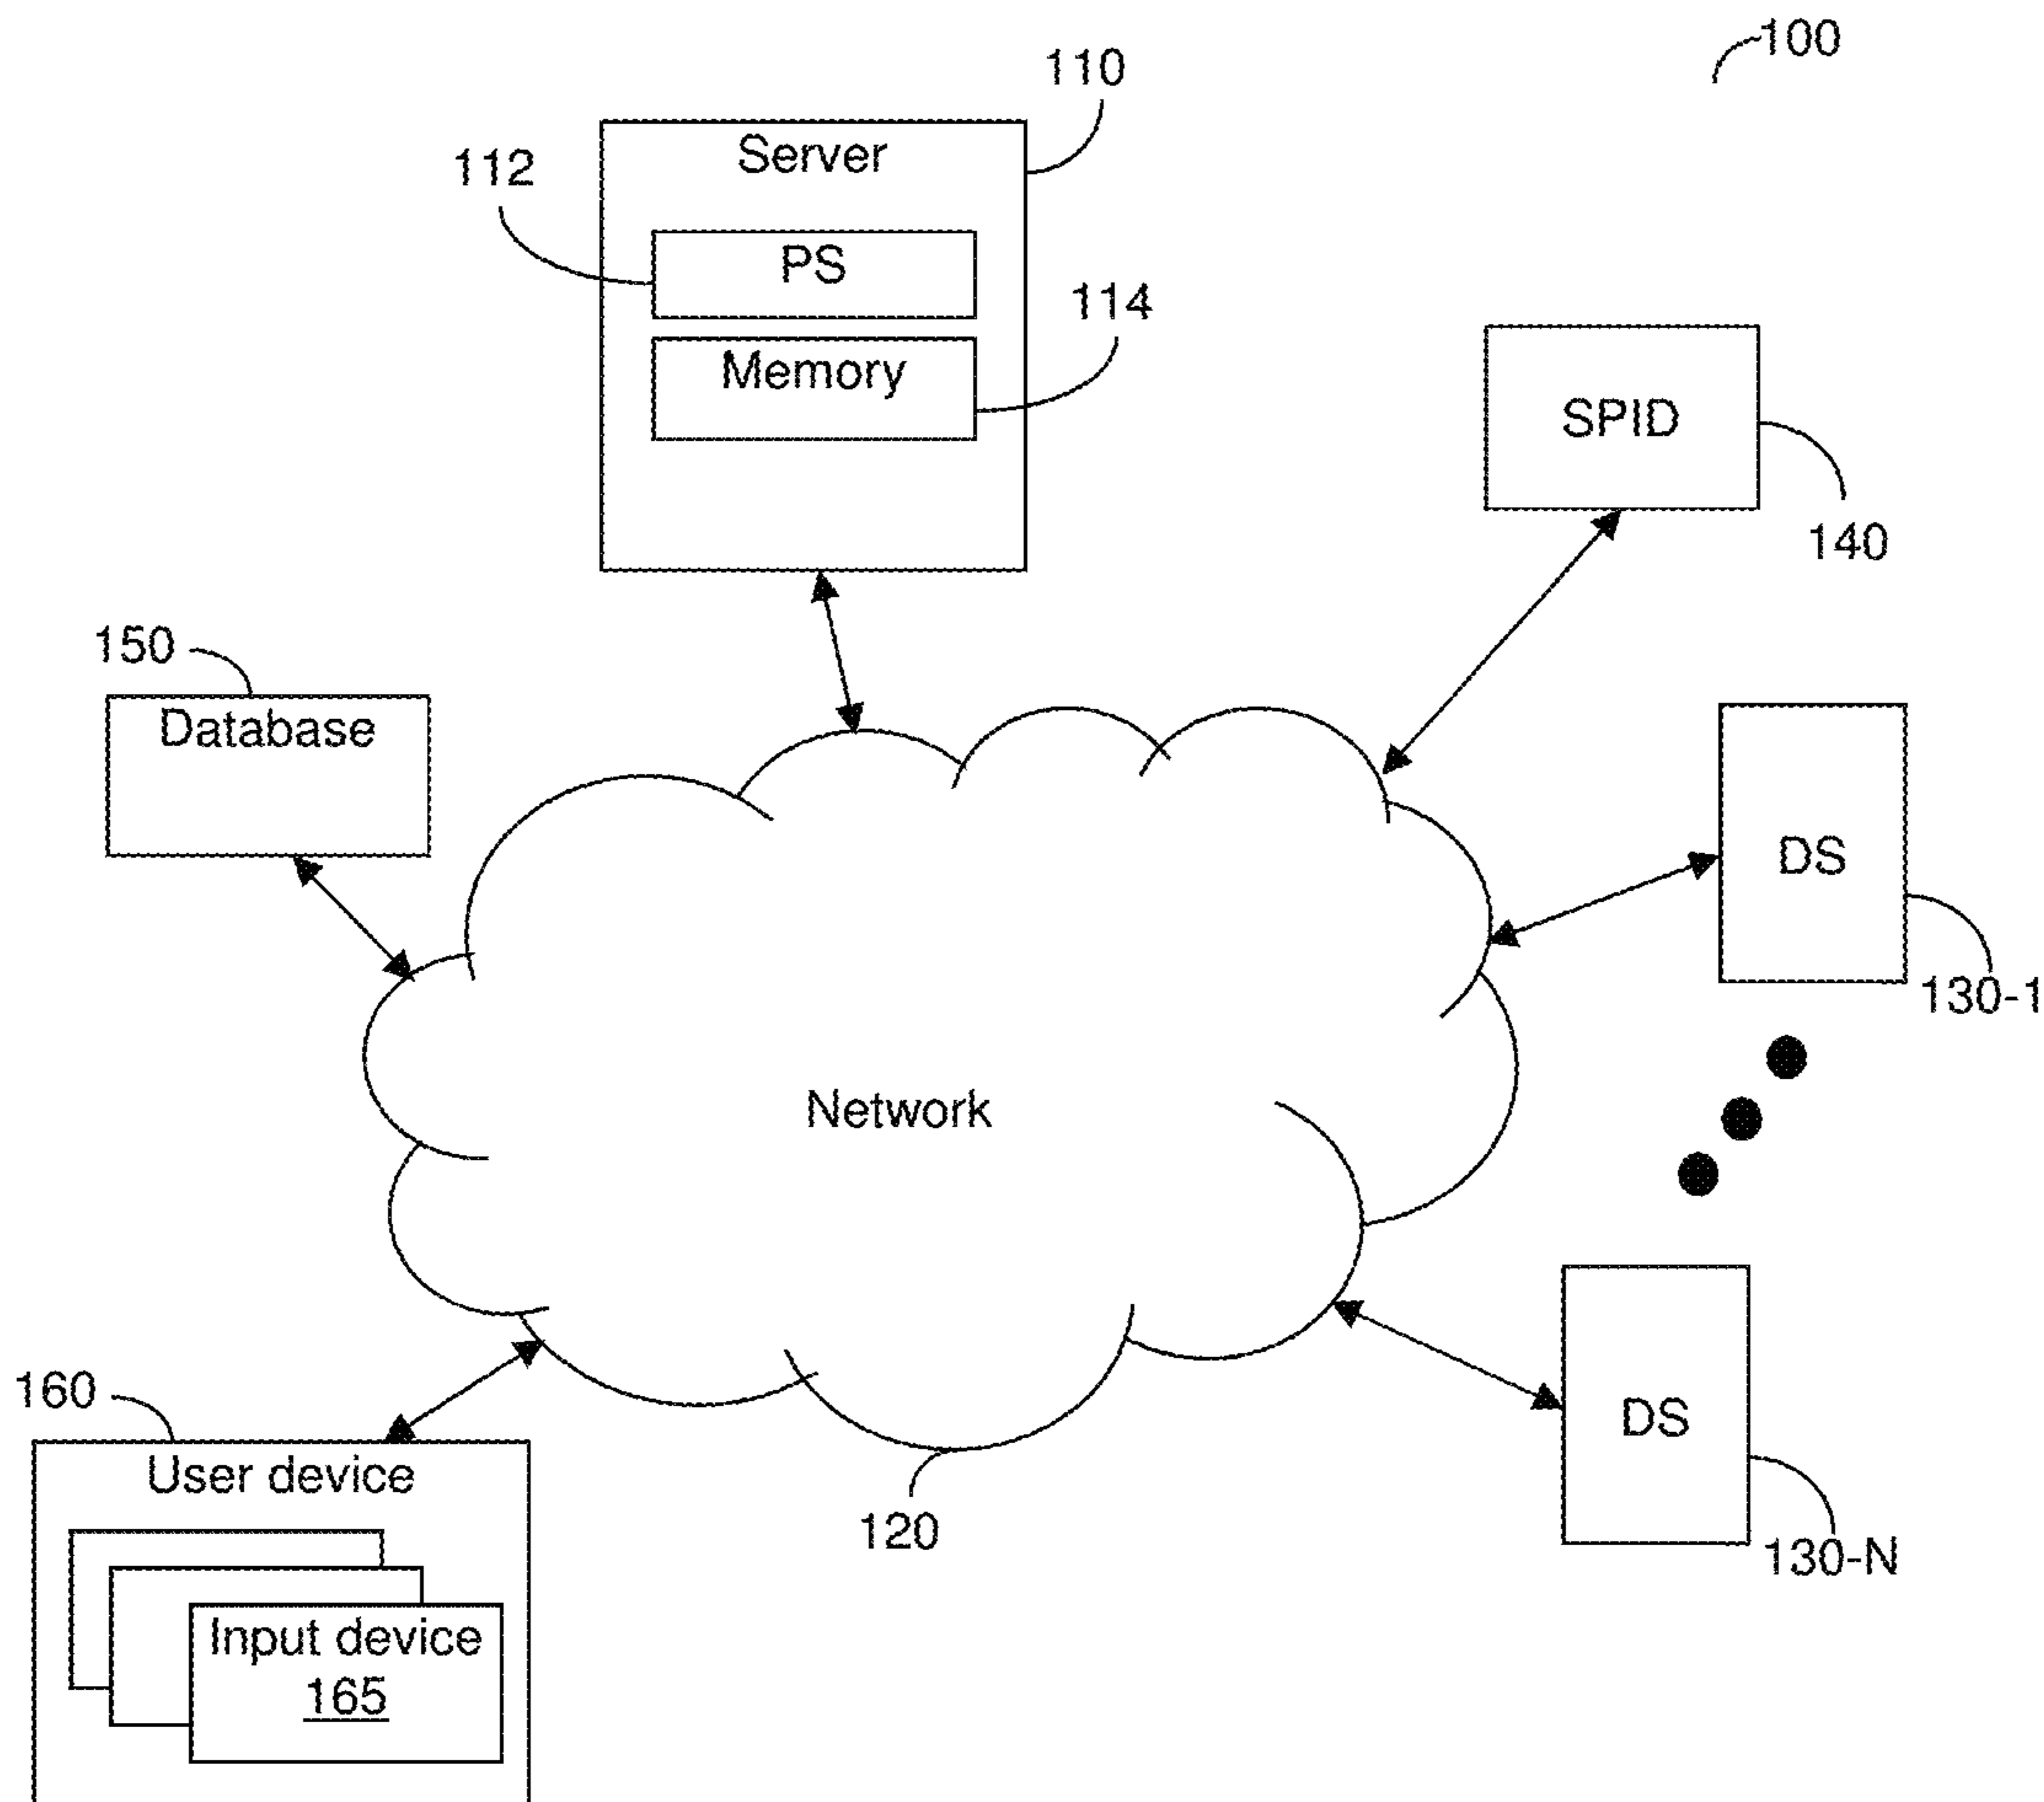 100
110
Server
112
PS
114
Memory
SPID
140
150
Database
DS
130-1
Network
DS
130-N
160
User device
120
Input device
165